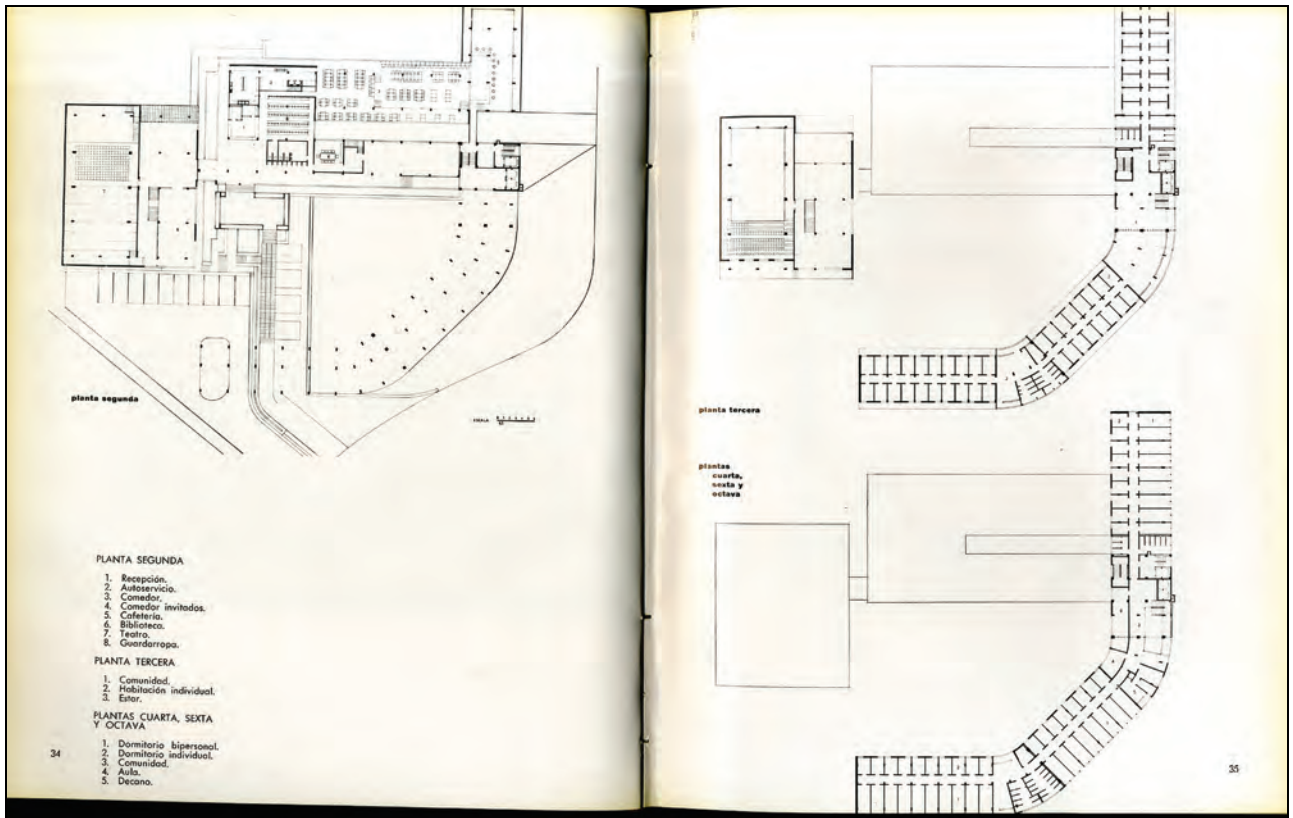 planta segunda
ESCALA
PLANTA SEGUNDA
1. Recepción.
2. Autoservicio.
3. Comedor.
4. Comedor invitados.
5. Cafetería.
6. Biblioteca.
7. Teatro.
8. Guardarropa.
PLANTA TERCERA
1. Comunidad.
2. Habitación individual.
3. Estar.
PLANTAS CUARTA, SEXTA
Y OCTAVA
1. Dormitorio bipersonal.
2. Dormitorio individual.
3. Comunidad.
4. Aula.
5. Decano.
34
planta tercera
plantas
cuarta,
sexta y
octava
35